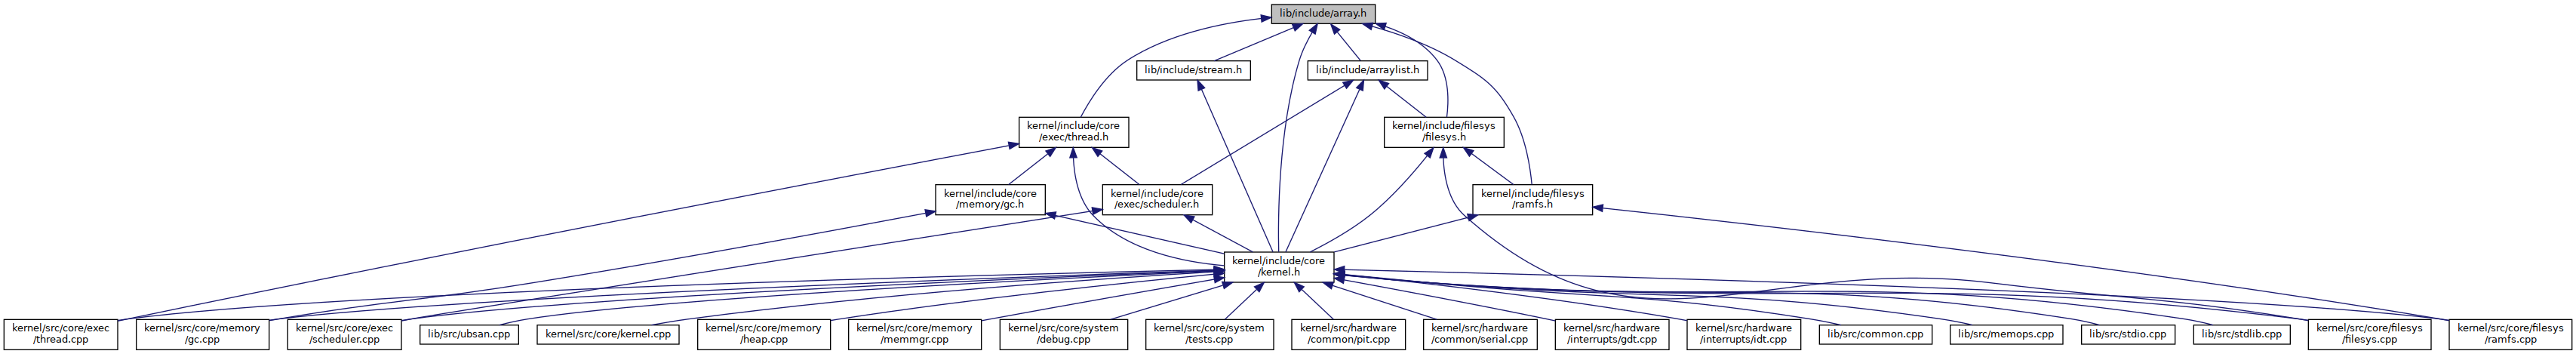 lib/include/array.h
lib/include/stream.h
lib/include/arraylist.h
kernel/include/core
/exec/thread.h
kernel/include/filesys
/filesys.h
kernel/include/core
/memory/gc.h
kernel/include/core
/exec/scheduler.h
kernel/include/filesys
/ramfs.h
kernel/include/core
/kernel.h
kernel/src/core/exec
/thread.cpp
kernel/src/core/memory
/gc.cpp
kernel/src/core/exec
/scheduler.cpp
lib/src/ubsan.cpp
kernel/src/core/kernel.cpp
kernel/src/core/memory
/heap.cpp
kernel/src/core/memory
/memmgr.cpp
kernel/src/core/system
/debug.cpp
kernel/src/core/system
/tests.cpp
kernel/src/hardware
/common/pit.cpp
kernel/src/hardware
/common/serial.cpp
kernel/src/hardware
/interrupts/gdt.cpp
kernel/src/hardware
/interrupts/idt.cpp
lib/src/common.cpp
lib/src/memops.cpp
lib/src/stdio.cpp
lib/src/stdlib.cpp
kernel/src/core/filesys
/filesys.cpp
kernel/src/core/filesys
/ramfs.cpp